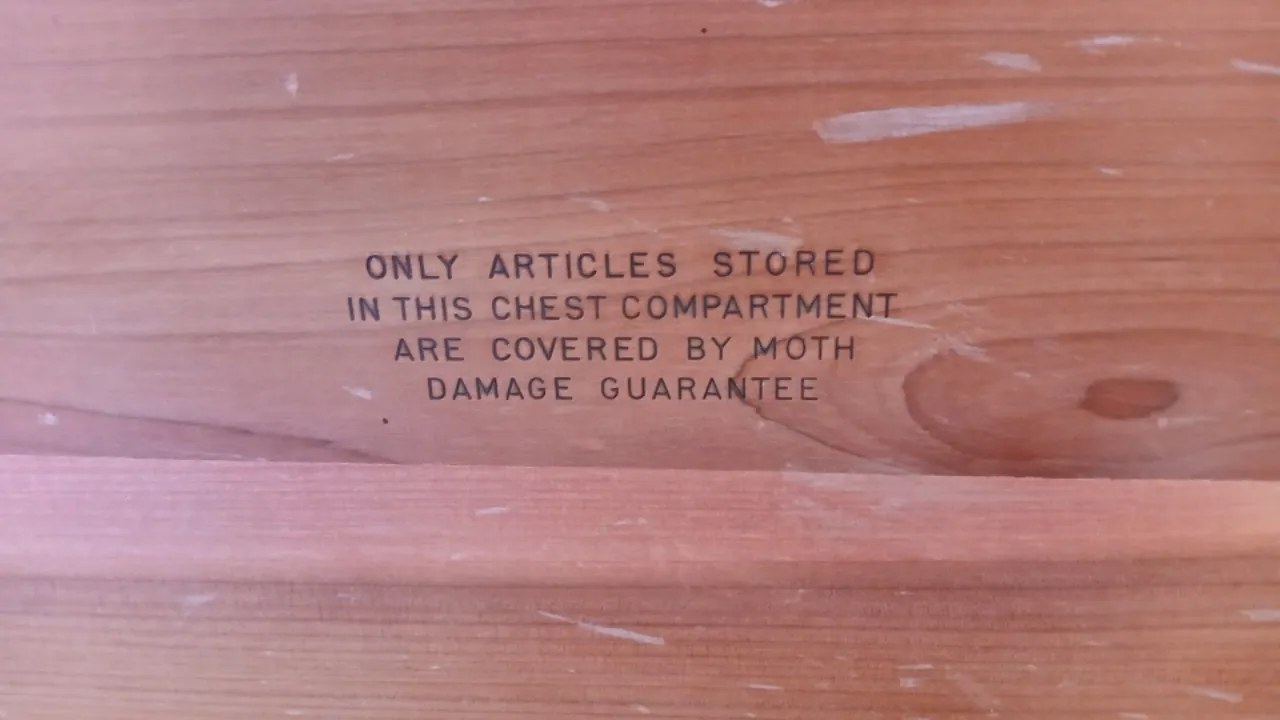 ONLY ARTICLES STORED
IN THIS CHEST COMPARTMENT
ARE COVERED BY MOTH
DAMAGE GUARANTEE